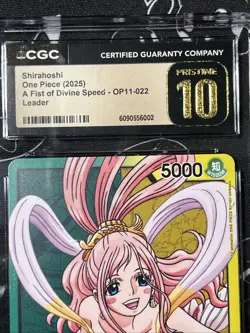 CGC
CERTIFIED GUARANTY COMPANY
Shirahoshi
One Piece (2025)
A Fist of Divine Speed - OP11-022
Leader
6090556002
PRISTINE
10
5000 知